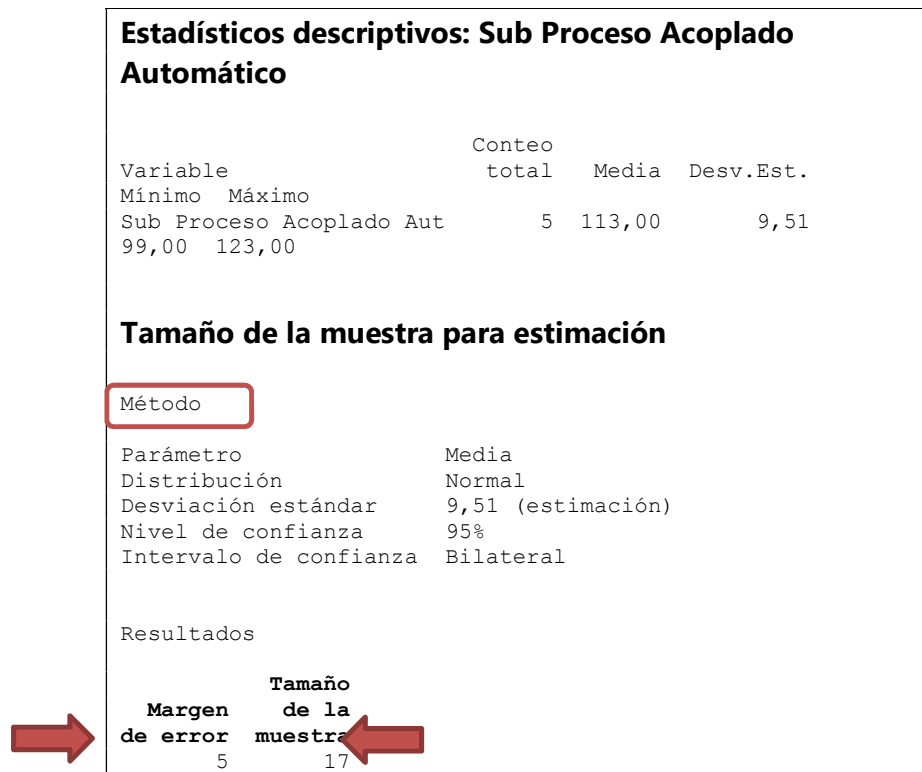 Estadísticos descriptivos: Sub Proceso Acoplado
Automático
Conteo
Variable total Media Desv.Est.
Mínimo Máximo
Sub Proceso Acoplado Aut 5 113,00 9,51
99,00 123,00
Tamaño de la muestra para estimación
Método
Parámetro Media
Distribución Normal
Desviación estándar 9,51 (estimación)
Nivel de confianza 95%
Intervalo de confianza Bilateral
Resultados
Tamaño
Margen de la
de error muestra
5 17